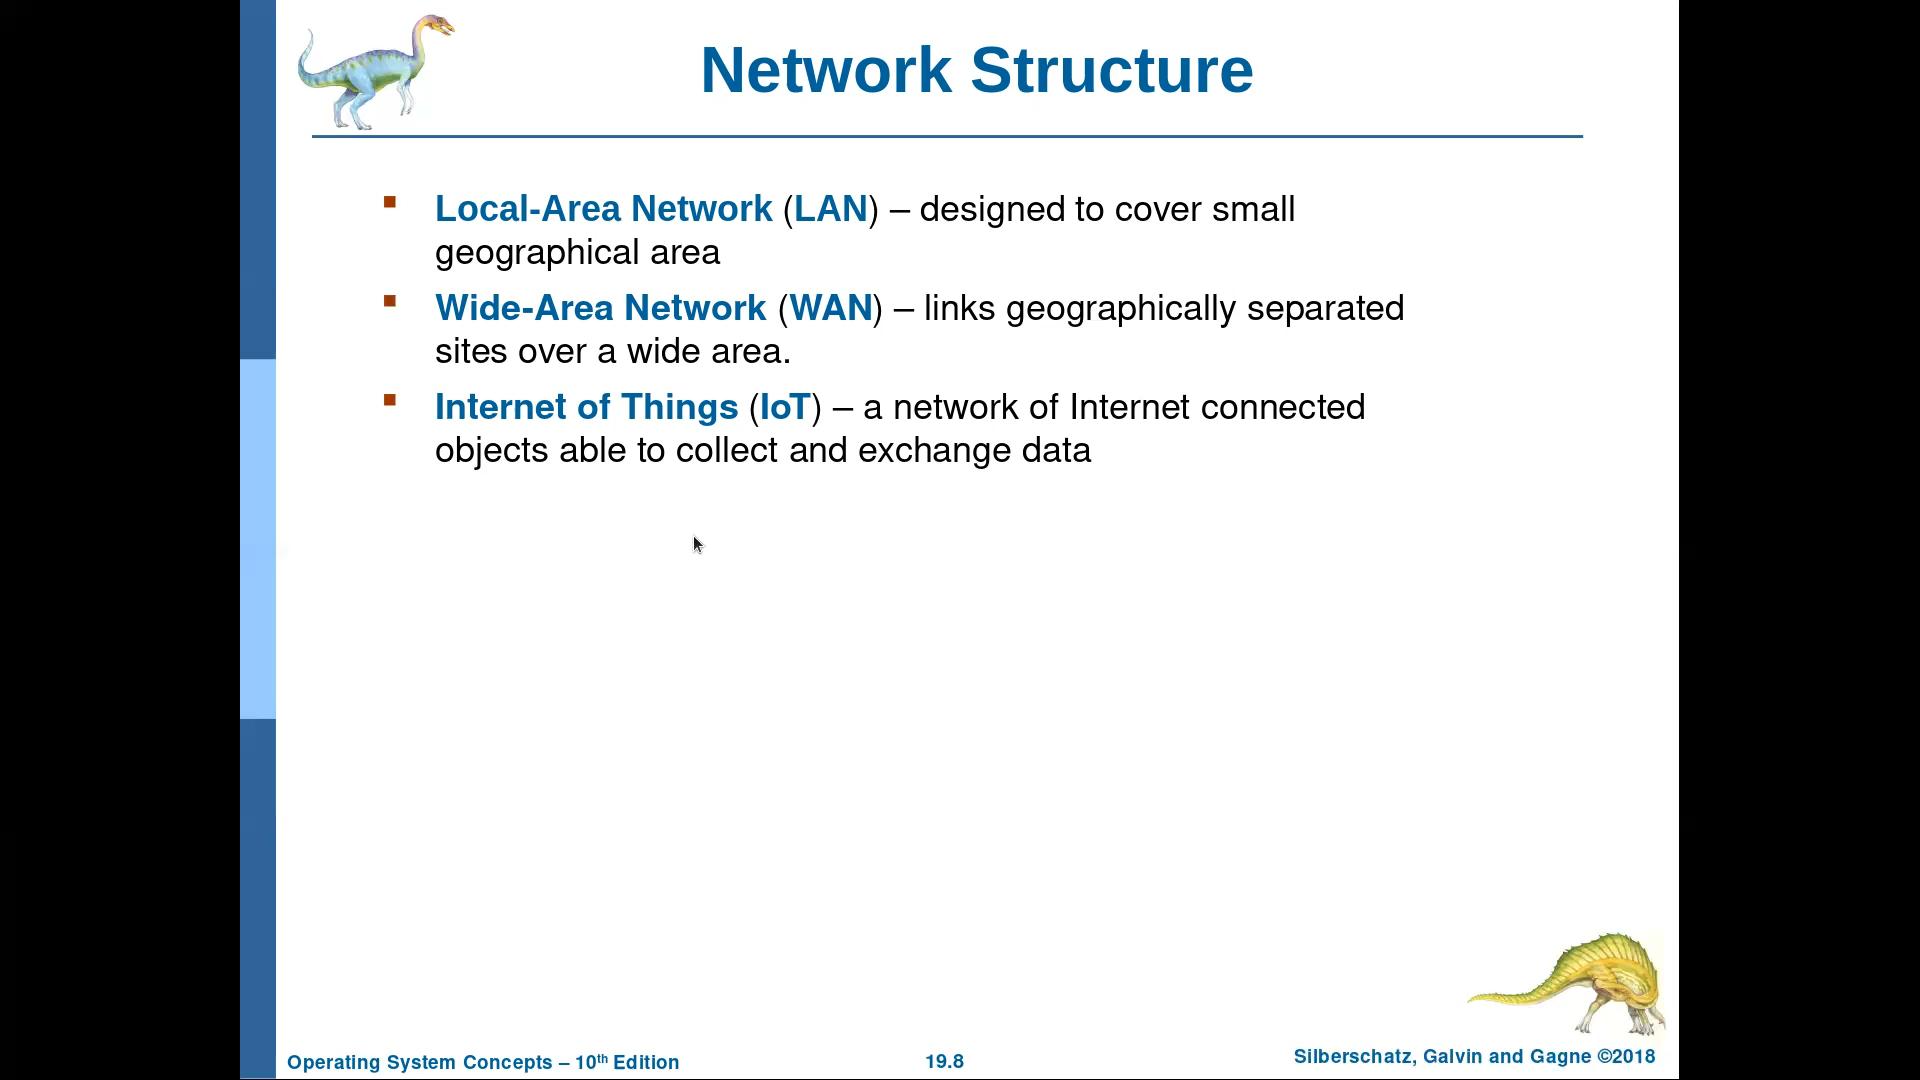 Network Structure
Local-Area Network (LAN) – designed to cover small
geographical area
Wide-Area Network (WAN) – links geographically separated
sites over a wide area.
Internet of Things (IoT) – a network of Internet connected
objects able to collect and exchange data
Operating System Concepts – 10th Edition
19.8
Silberschatz, Galvin and Gagne ©2018